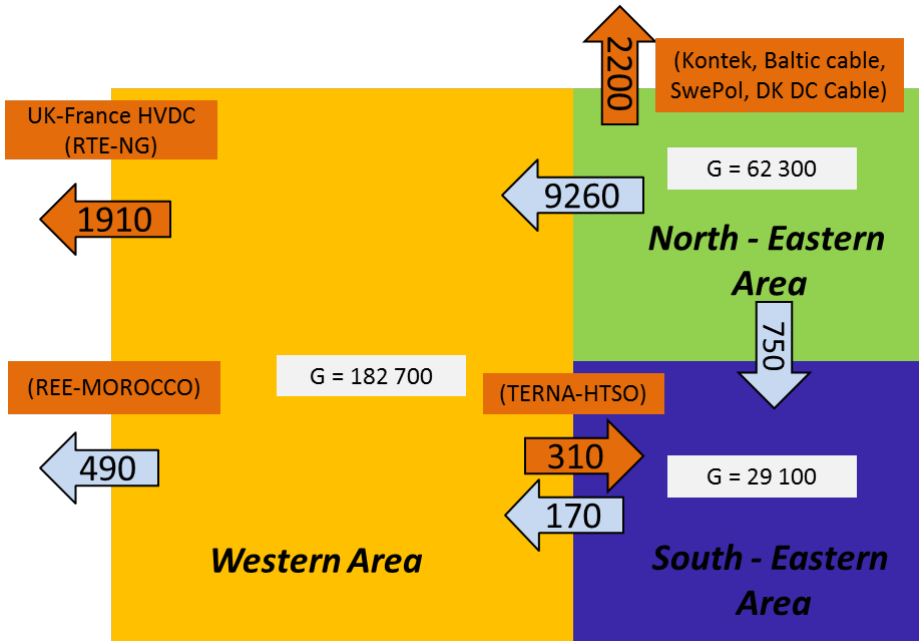 2200
(Kontek, Baltic cable,
SwePol, DK DC Cable)
UK-France HVDC
(RTE-NG)
1910
9260
G = 62 300
North - Eastern
Area
750
(REE-MOROCCO)
490
G = 182 700
(TERNA-HTSO)
310
170
G = 29 100
Western Area
South - Eastern
Area